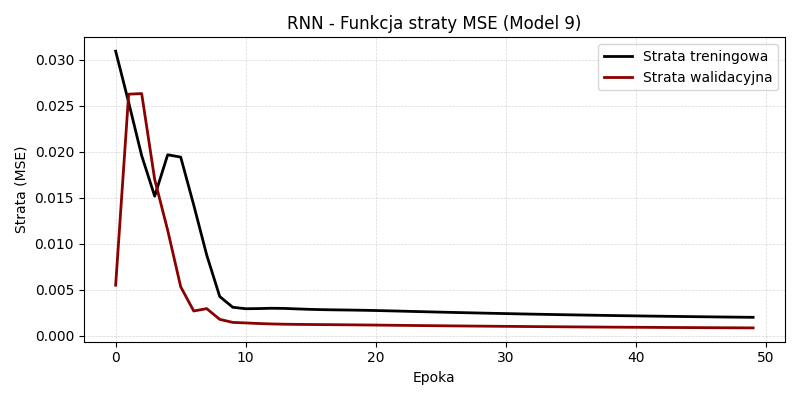 RNN - Funkcja straty MSE (Model 9)
Strata treningowa
Strata walidacyjna
Strata (MSE)
0.030
0.025
0.020
0.015
0.010
0.005
0.000
0 10 20 30 40 50
Epoka